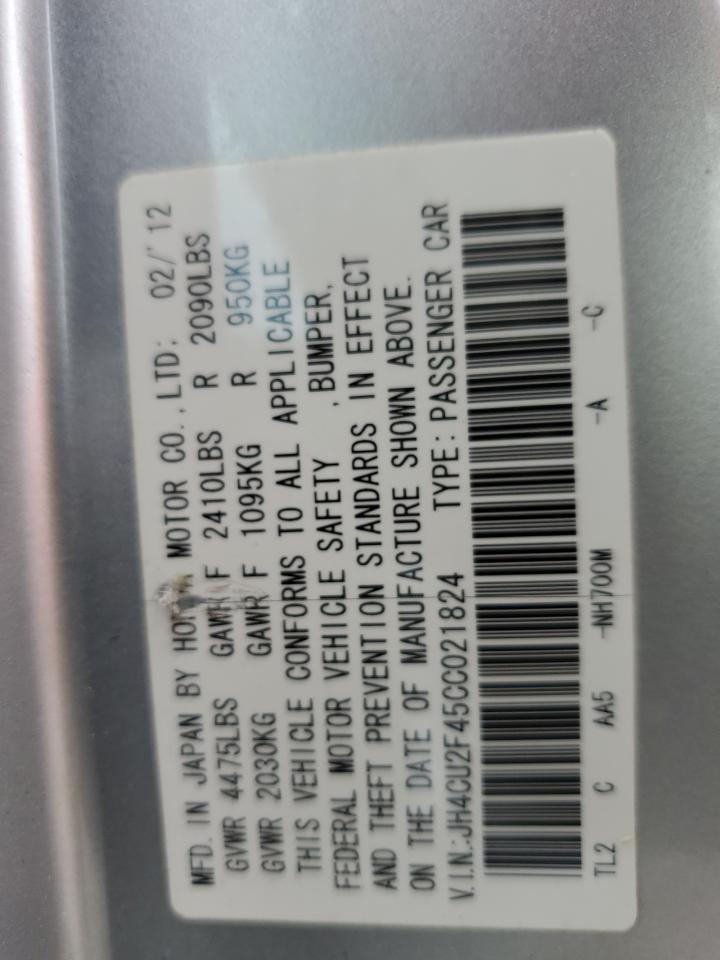 MFD. IN JAPAN BY HONDA MOTOR CO., LTD: 02/'12
GVWR 4475LBS GAWR F 2410LBS R 2090LBS
GVWR 2030KG GAWR F 1095KG R 950KG
THIS VEHICLE CONFORMS TO ALL APPLICABLE
FEDERAL MOTOR VEHICLE SAFETY , BUMPER,
AND THEFT PREVENTION STANDARDS IN EFFECT
ON THE DATE OF MANUFACTURE SHOWN ABOVE.
V.I.N.:JH4CU2F45CC021824 TYPE: PASSENGER CAR
TL2 C AA5 -NH700M -A -C